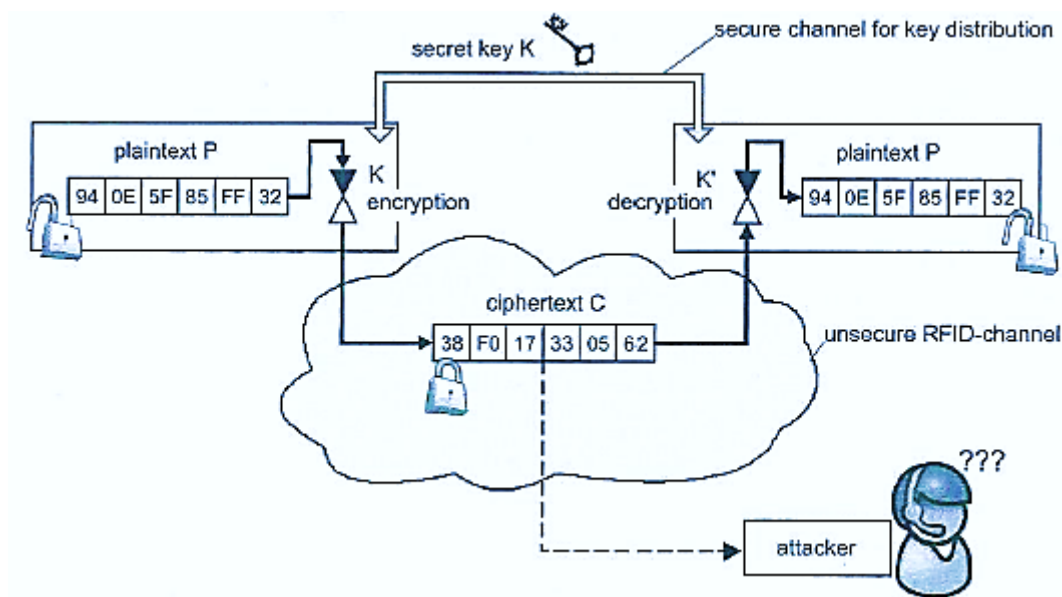 secret key K
secure channel for key distribution
plaintext P
94 0E 5F 85 FF 32
K
encryption
K'
decryption
plaintext P
94 0E 5F 85 FF 32
ciphertext C
38 F0 17 33 05 62
unsecure RFID-channel
???
attacker